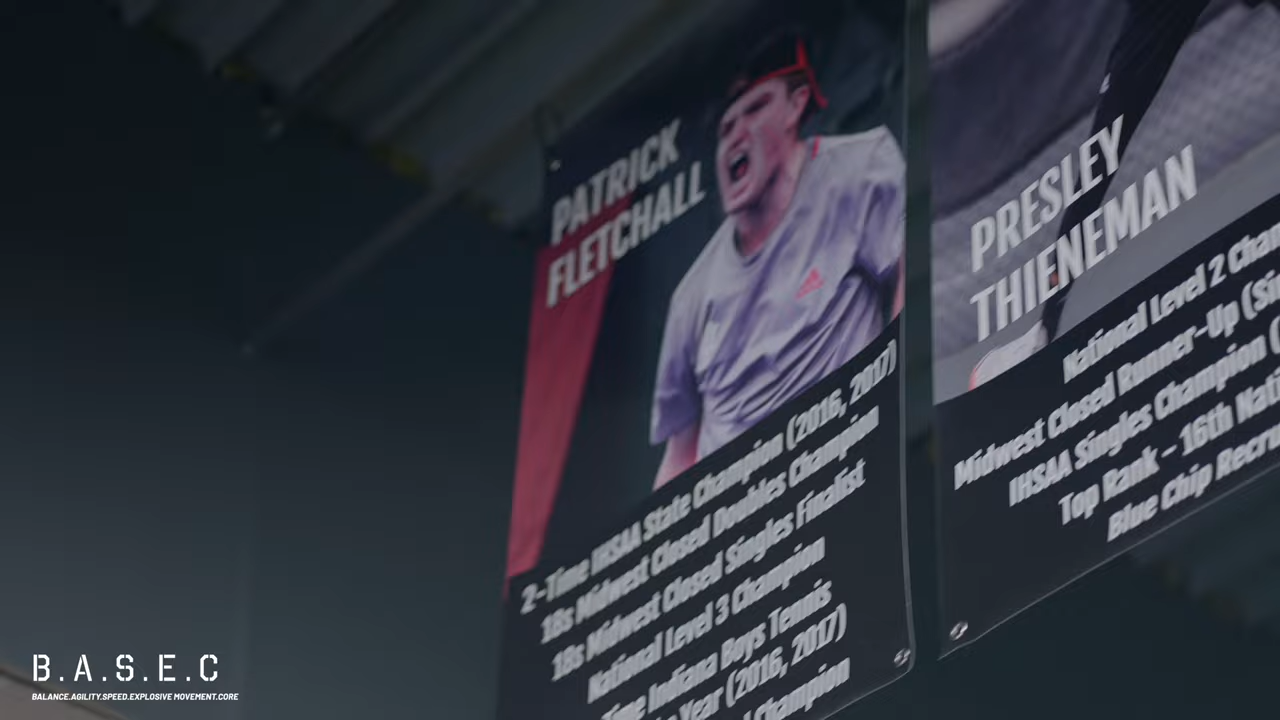 PATRICK
FLETCHALL
2-Time IHSAA State Champion (2016, 2017)
18s Midwest Closed Doubles Champion
18s Midwest Closed Singles Finalist
National Level 3 Champion
Time Indiana Boys Tennis
Year (2016, 2017)
Champion
PRESLEY
THIENEMAN
National Level 2
Midwest Closed Runner-Up
IHSAA Singles Champion
Top Rank - 16th
Blue Chip
B.A.S.E.C
BALANCE.AGILITY.SPEED.EXPLOSIVE MOVEMENT.CORE